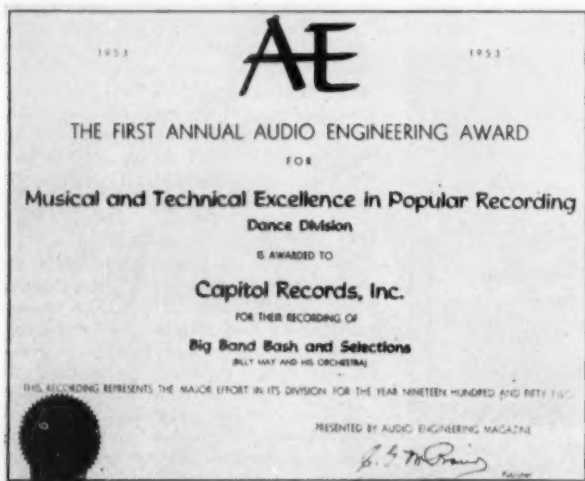 1953 AE 1953
THE FIRST ANNUAL AUDIO ENGINEERING AWARD
FOR
Musical and Technical Excellence in Popular Recording
Dance Division
IS AWARDED TO
Capitol Records, Inc.
FOR THEIR RECORDING OF
Big Band Bash and Selections
(BILLY MAY AND HIS ORCHESTRA)
THIS RECORDING REPRESENTS THE MAJOR EFFORT IN ITS DIVISION FOR THE YEAR NINETEEN HUNDRED AND FIFTY TWO
PRESENTED BY AUDIO ENGINEERING MAGAZINE
Publisher